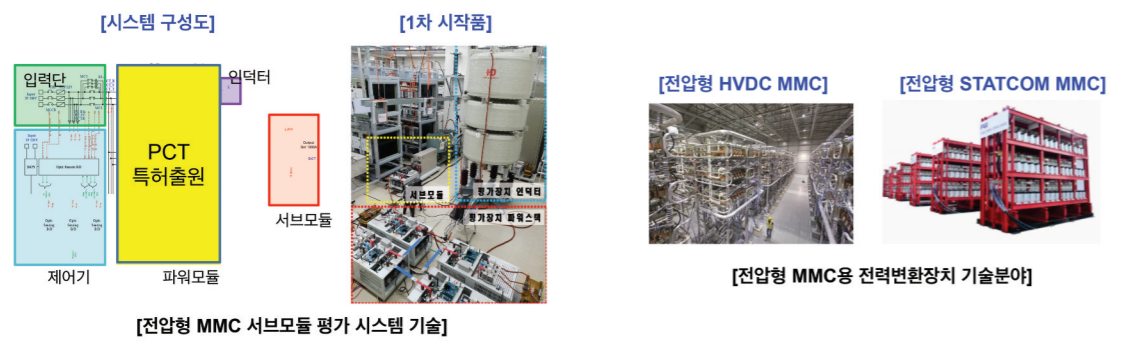 [시스템 구성도]
[1차 시작품]
입력단
인덕터
PCT
특허출원
서브모듈
제어기
파워모듈
서브모듈
평가장치 인덕터
평가장치 파워스택
[전압형 MMC 서브모듈 평가 시스템 기술]
[전압형 HVDC MMC]
[전압형 STATCOM MMC]
[전압형 MMC용 전력변환장치 기술분야]